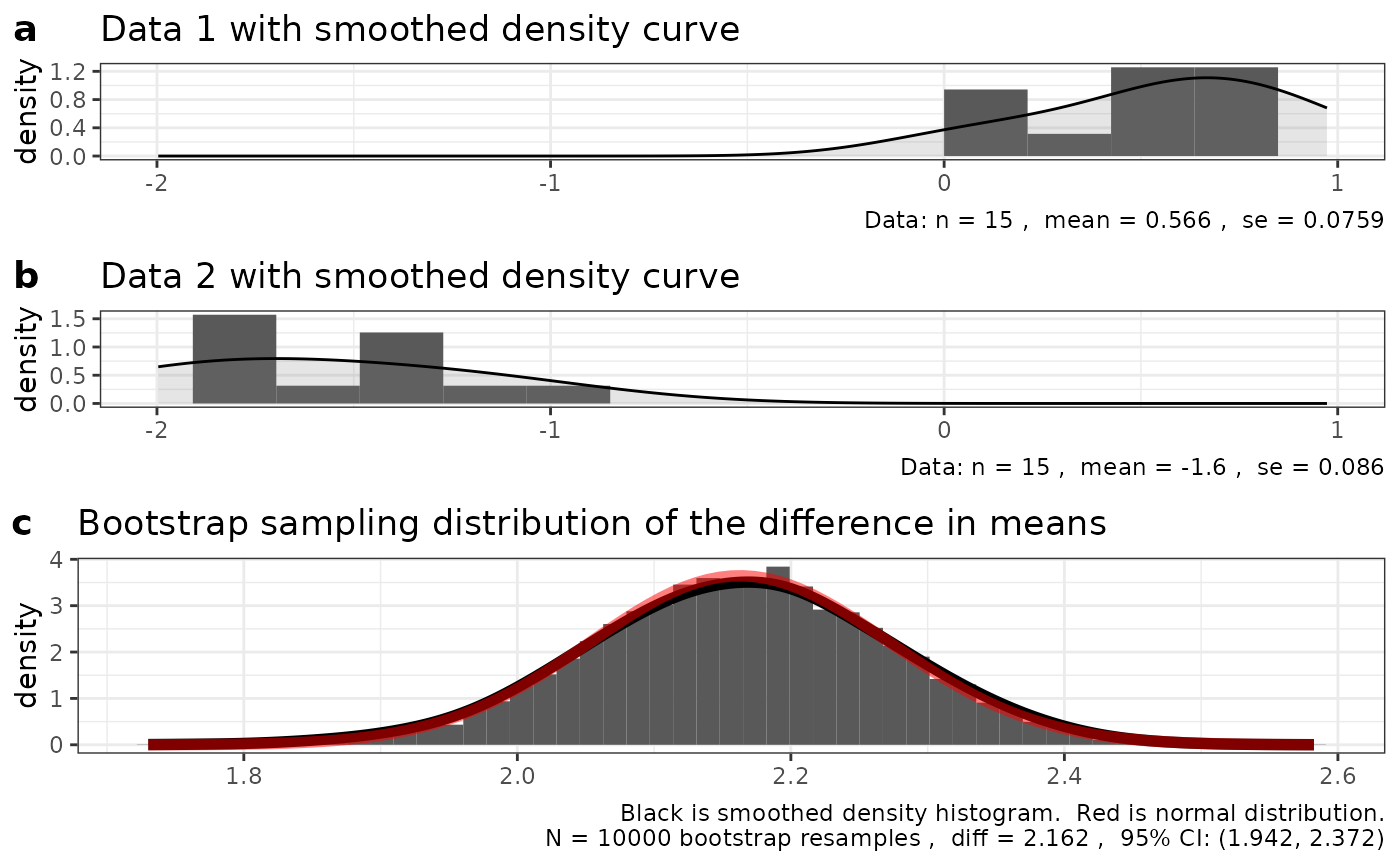 a Data 1 with smoothed density curve
density
1.2
0.8
0.4
0.0
-2 -1 0 1
Data: n = 15 , mean = 0.566 , se = 0.0759
b Data 2 with smoothed density curve
density
1.5
1.0
0.5
0.0
-2 -1 0 1
Data: n = 15 , mean = -1.6 , se = 0.086
c Bootstrap sampling distribution of the difference in means
density
4
3
2
1
0
1.8 2.0 2.2 2.4 2.6
Black is smoothed density histogram. Red is normal distribution.
N = 10000 bootstrap resamples , diff = 2.162 , 95% CI: (1.942, 2.372)